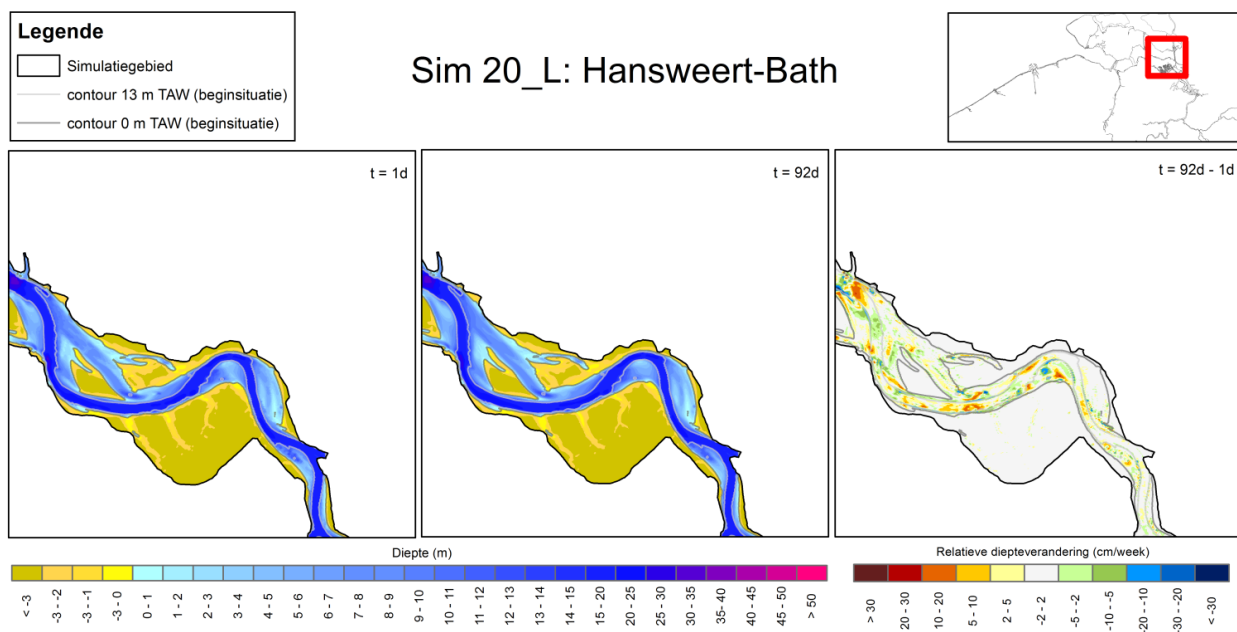 Legende
Simulatiegebied
contour 13 m TAW (beginsituatie)
contour 0 m TAW (beginsituatie)
Sim 20_L: Hansweert-Bath
t = 1d
t = 92d
t = 92d - 1d
Diepte (m)
< -3
-3 - -2
-3 - -1
-3 - 0
0 - 1
1 - 2
2 - 3
3 - 4
4 - 5
5 - 6
6 - 7
7 - 8
8 - 9
9 - 10
10 - 11
11 - 12
12 - 13
13 - 14
14 - 15
15 - 20
20 - 25
25 - 30
30 - 35
35 - 40
40 - 45
45 - 50
> 50
Relatieve diepteverandering (cm/week)
> 30
20 - 30
10 - 20
5 - 10
2 - 5
-2 - 2
-5 - -2
-10 - -5
-20 - -10
-30 - -20
< -30